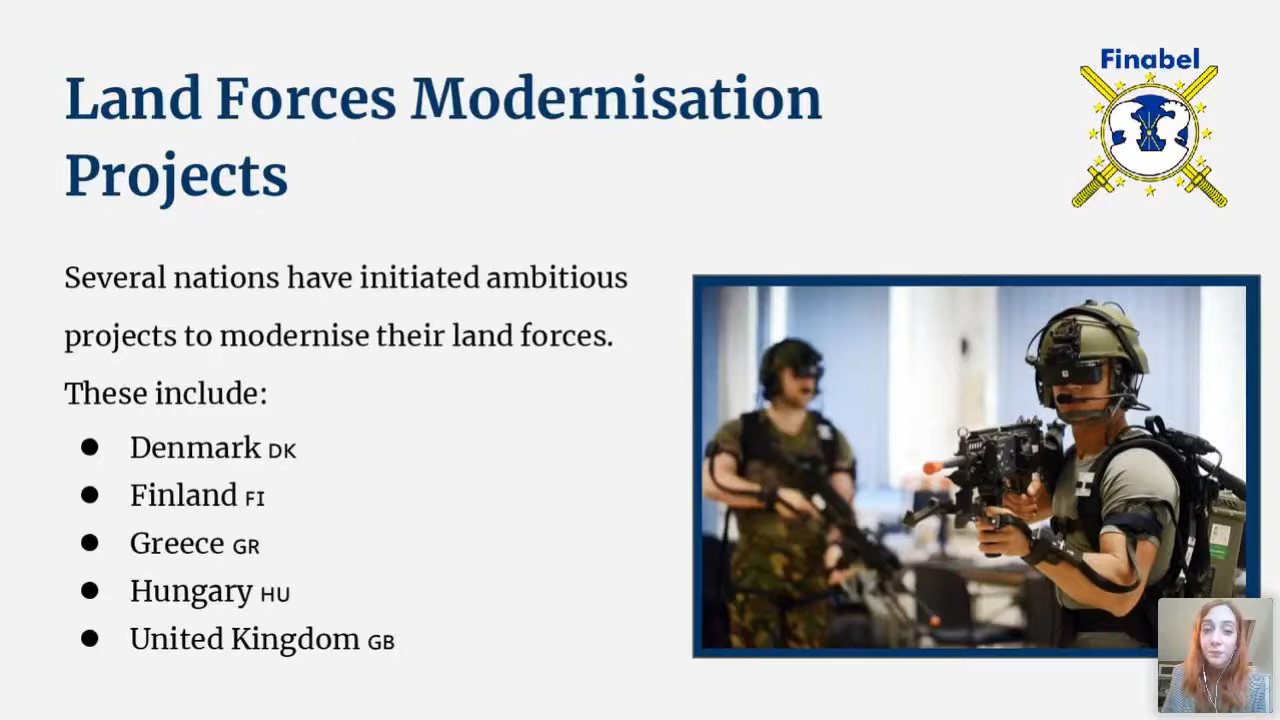 Finabel
Land Forces Modernisation
Projects
Several nations have initiated ambitious
projects to modernise their land forces.
These include:
● Denmark DK
● Finland FI
● Greece GR
● Hungary HU
● United Kingdom GB